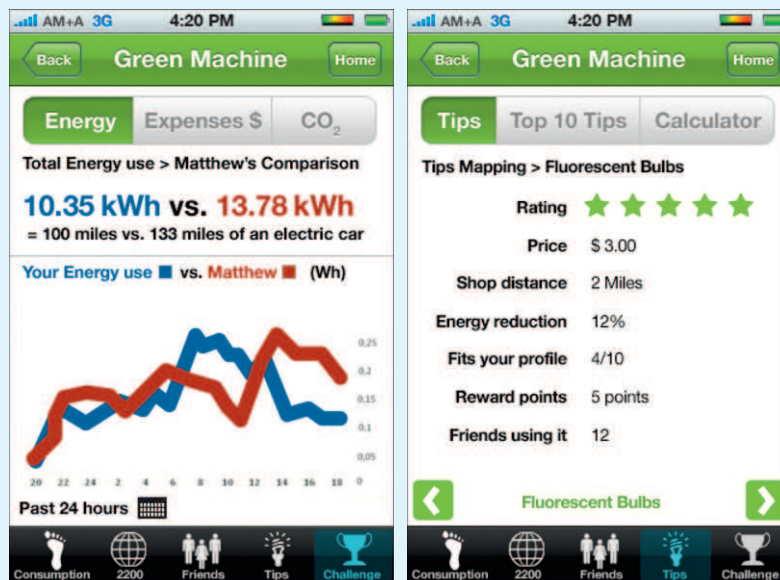 AM+A 3G 4:20 PM
Back Green Machine Home
Energy Expenses $ CO₂
Total Energy use > Matthew's Comparison
10.35 kWh vs. 13.78 kWh
= 100 miles vs. 133 miles of an electric car
Your Energy use vs. Matthew (Wh)
0,25
0,2
0,15
0,1
0,05
20 22 24 2 4 6 8 10 12 14 16 18 0
Past 24 hours
Consumption 2200 Friends Tips Challenge
AM+A 3G 4:20 PM
Back Green Machine Home
Tips Top 10 Tips Calculator
Tips Mapping > Fluorescent Bulbs
Rating
Price $ 3.00
Shop distance 2 Miles
Energy reduction 12%
Fits your profile 4/10
Reward points 5 points
Friends using it 12
Fluorescent Bulbs
Consumption 2200 Friends Tips Challenge